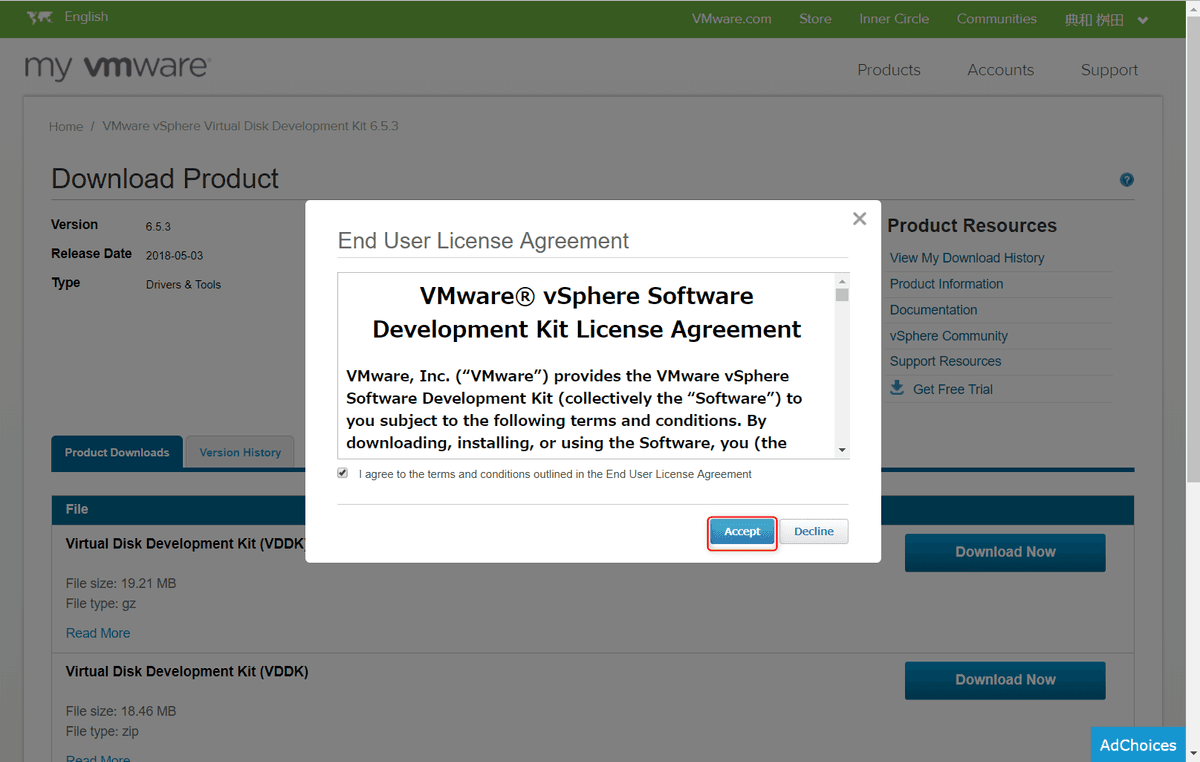 English
VMware.com Store Inner Circle Communities 典和 桝田
my vmware®
Products Accounts Support
Home / VMware vSphere Virtual Disk Development Kit 6.5.3
Download Product
?
Version 6.5.3
Release Date 2018-05-03
Type Drivers & Tools
Product Resources
View My Download History
Product Information
Documentation
vSphere Community
Support Resources
Get Free Trial
End User License Agreement
VMware® vSphere Software
Development Kit License Agreement
VMware, Inc. (“VMware”) provides the VMware vSphere
Software Development Kit (collectively the “Software”) to
you subject to the following terms and conditions. By
downloading, installing, or using the Software, you (the
I agree to the terms and conditions outlined in the End User License Agreement
Accept Decline
Product Downloads Version History
File
Virtual Disk Development Kit (VDDK)
Download Now
File size: 19.21 MB
File type: gz
Read More
Virtual Disk Development Kit (VDDK)
Download Now
File size: 18.46 MB
File type: zip
Read More
AdChoices